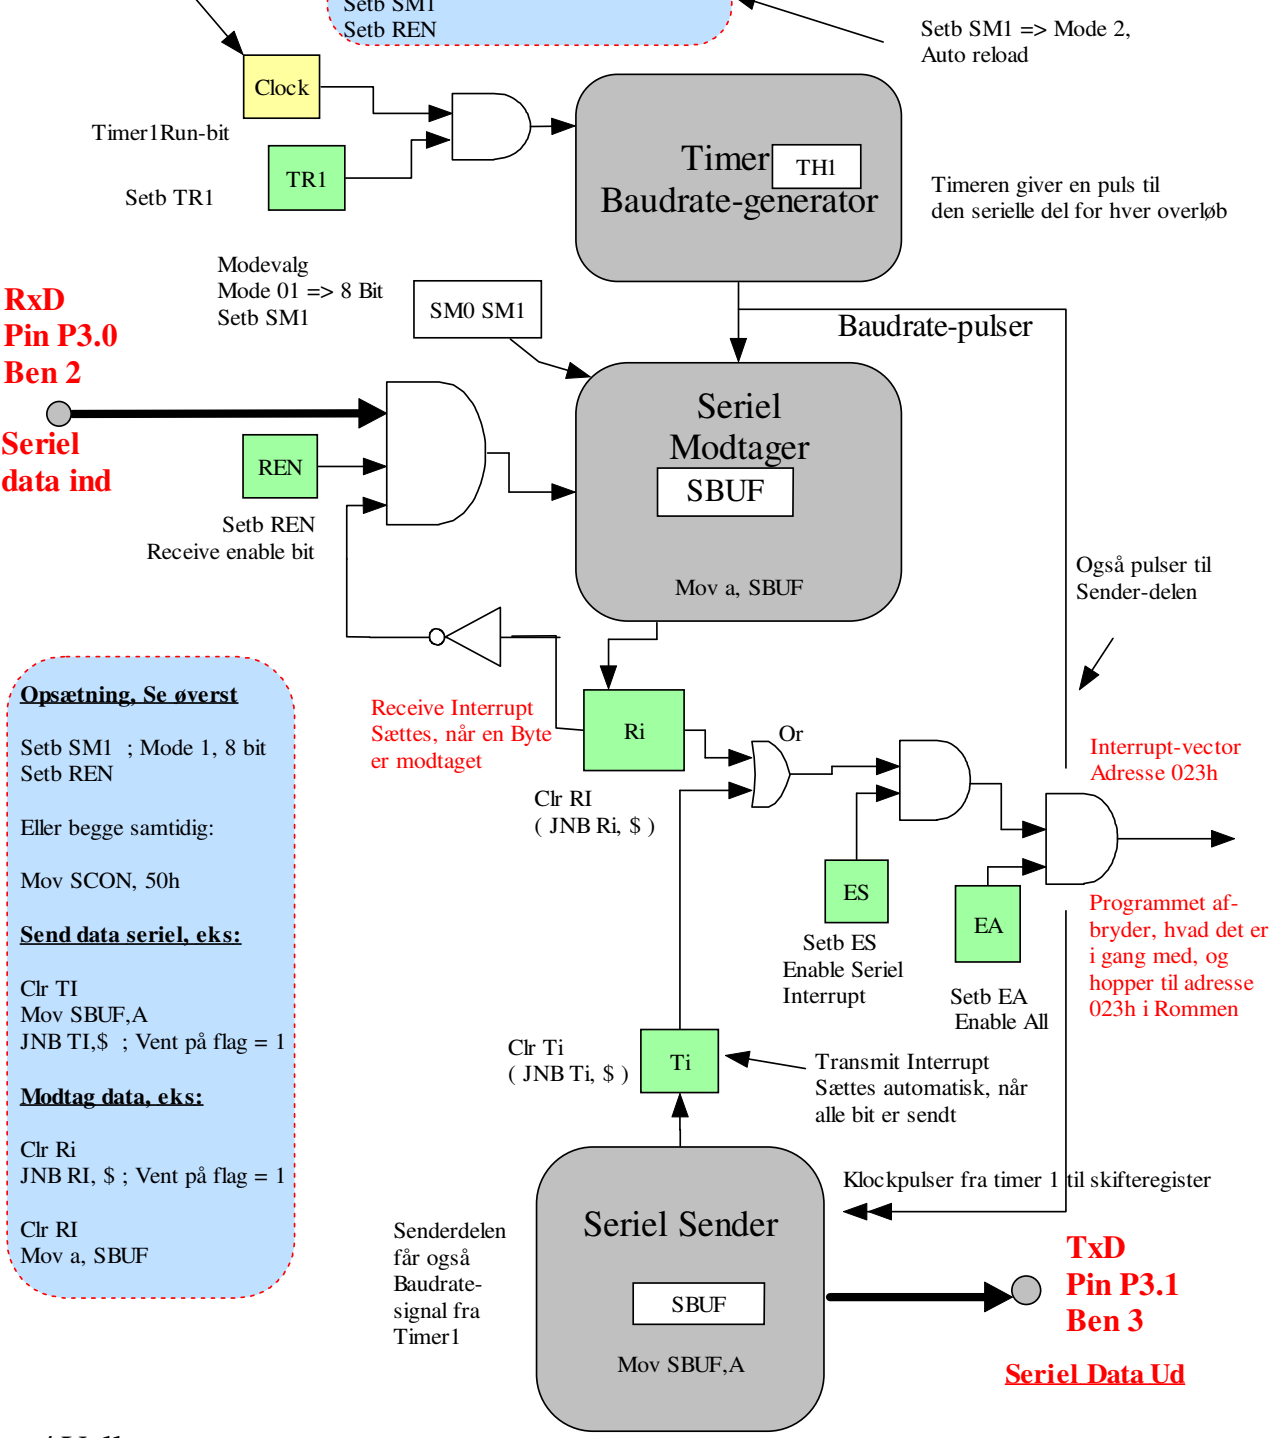 Setb SM1
Setb REN
Setb SM1 => Mode 2,
Auto reload
Clock
Timer1Run-bit
TR1
Setb TR1
Timer
TH1
Baudrate-generator
Timeren giver en puls til
den serielle del for hver overløb
Modevalg
Mode 01 => 8 Bit
Setb SM1
SM0 SM1
Baudrate-pulser
RxD
Pin P3.0
Ben 2
Seriel
data ind
REN
Setb REN
Receive enable bit
Seriel
Modtager
SBUF
Mov a, SBUF
Også pulser til
Sender-delen
Receive Interrupt
Sættes, når en Byte
er modtaget
Ri
Clr RI
( JNB Ri, $ )
Or
Interrupt-vector
Adresse 023h
ES
Setb ES
Enable Seriel
Interrupt
EA
Setb EA
Enable All
Programmet af-
bryder, hvad det er
i gang med, og
hopper til adresse
023h i Rommen
Opsætning, Se øverst
Setb SM1 ; Mode 1, 8 bit
Setb REN
Eller begge samtidig:
Mov SCON, 50h
Send data seriel, eks:
Clr TI
Mov SBUF,A
JNB TI,$ ; Vent på flag = 1
Modtag data, eks:
Clr Ri
JNB RI, $ ; Vent på flag = 1
Clr RI
Mov a, SBUF
Clr Ti
( JNB Ti, $ )
Ti
Transmit Interrupt
Sættes automatisk, når
alle bit er sendt
Klockpulser fra timer 1 til skifteregister
Senderdelen
får også
Baudrate-
signal fra
Timer1
Seriel Sender
SBUF
Mov SBUF,A
TxD
Pin P3.1
Ben 3
Seriel Data Ud